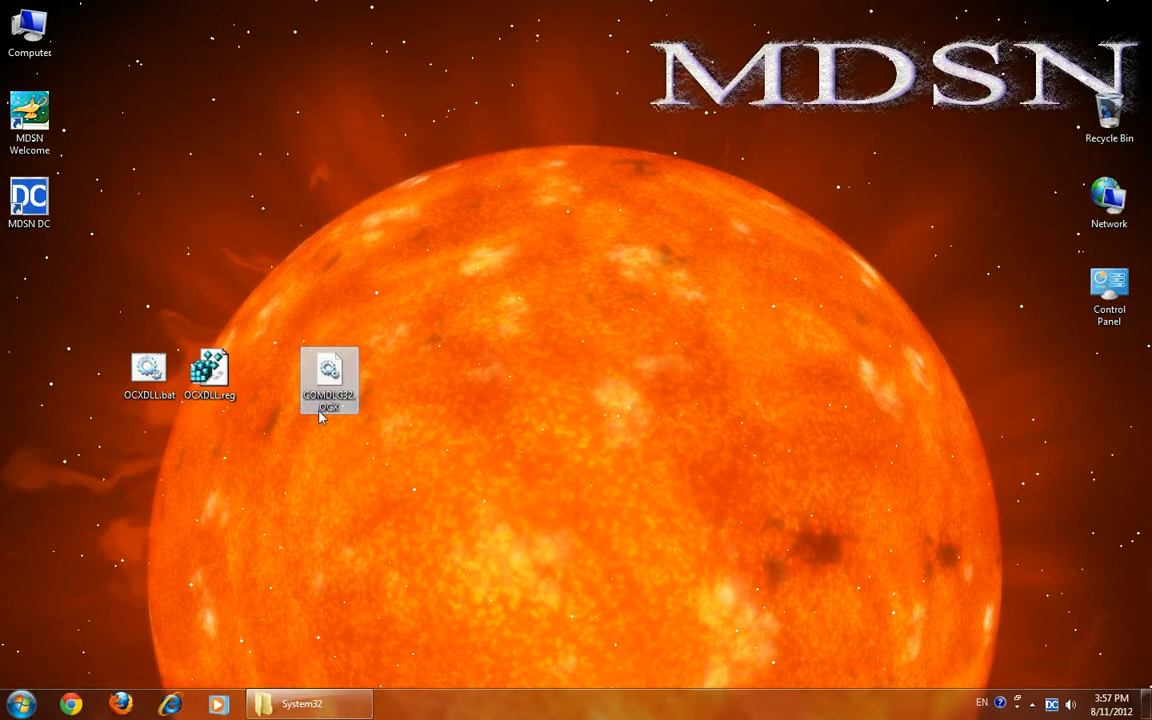 MDSN
Computer
MDSN
Welcome
DC
MDSN DC
Recycle Bin
Network
Control
Panel
OCXDLL.bat
OCXDLL.reg
COMDLG32.
OCX
System32
EN
DC
3:57 PM
8/11/2012